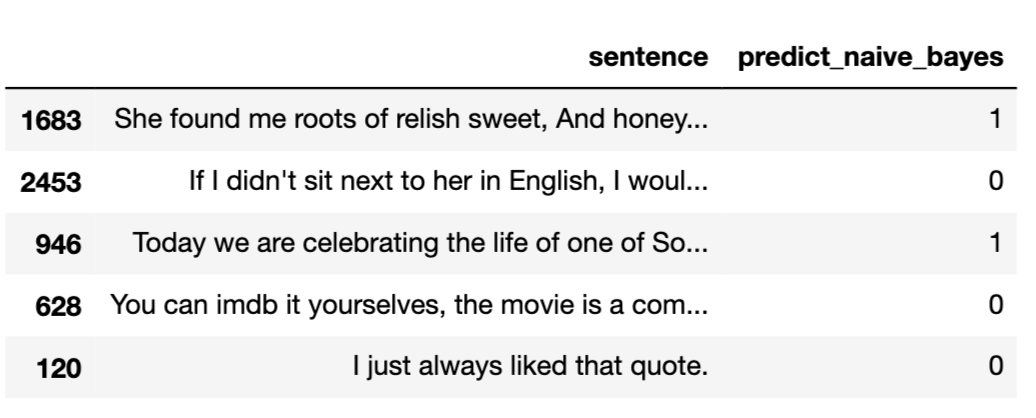 sentence predict_naive_bayes
1683 She found me roots of relish sweet, And honey... 1
2453 If I didn't sit next to her in English, I woul... 0
946 Today we are celebrating the life of one of So... 1
628 You can imdb it yourselves, the movie is a com... 0
120 I just always liked that quote. 0